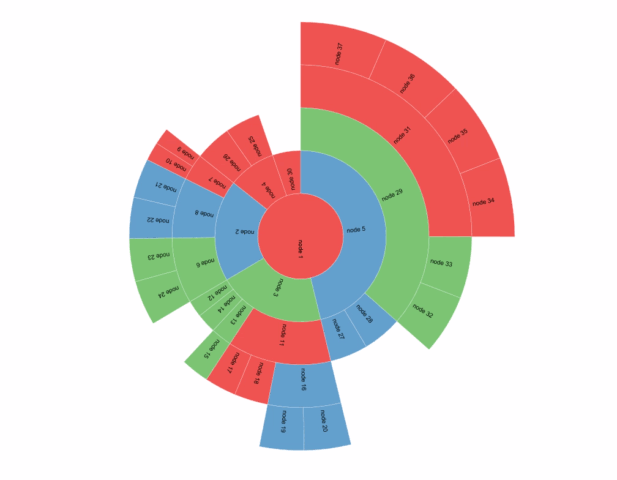 node 37
node 36
node 35
node 34
node 31
node 29
node 33
node 32
node 5
node 28
node 27
node 1
node 30
node 4
node 25
node 26
node 7
node 9
node 10
node 2
node 8
node 21
node 22
node 6
node 23
node 24
node 3
node 12
node 14
node 13
node 15
node 11
node 17
node 18
node 16
node 19
node 20